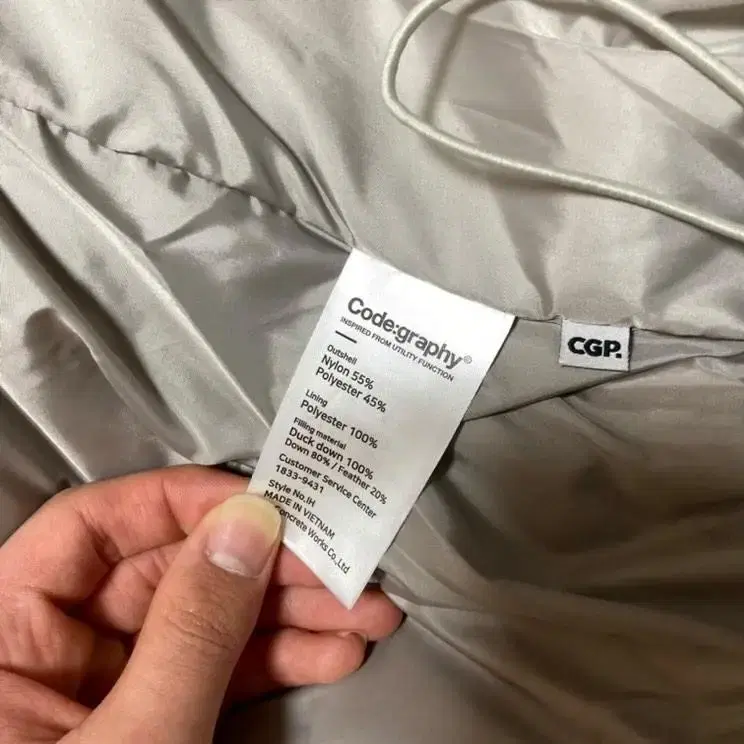 Code:graphy®
INSPIRED FROM UTILITY FUNCTION
Outshell
Nylon 55%
Polyester 45%
Lining
Polyester 100%
Filling material
Duck down 100%
Down 80% / Feather 20%
Customer Service Center
1833-9431
Style No.IH
MADE IN VIETNAM
Concrete Works Co.,Ltd
CGP.